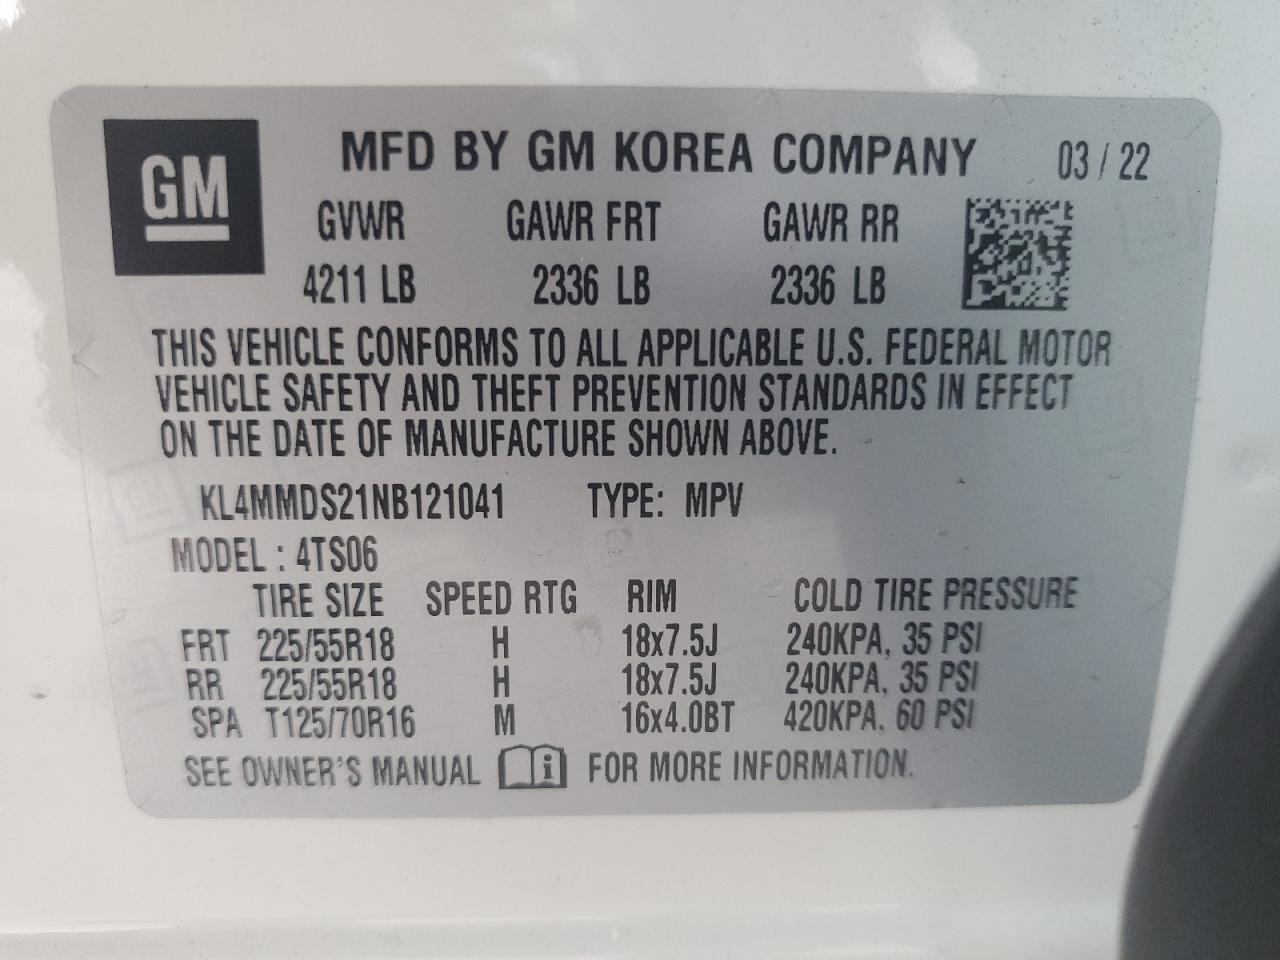 GM
MFD BY GM KOREA COMPANY 03 / 22
GVWR GAWR FRT GAWR RR
4211 LB 2336 LB 2336 LB
THIS VEHICLE CONFORMS TO ALL APPLICABLE U.S. FEDERAL MOTOR
VEHICLE SAFETY AND THEFT PREVENTION STANDARDS IN EFFECT
ON THE DATE OF MANUFACTURE SHOWN ABOVE.
KL4MMDS21NB121041 TYPE: MPV
MODEL : 4TS06
TIRE SIZE SPEED RTG RIM COLD TIRE PRESSURE
FRT 225/55R18 H 18x7.5J 240KPA, 35 PSI
RR 225/55R18 H 18x7.5J 240KPA, 35 PSI
SPA T125/70R16 M 16x4.0BT 420KPA, 60 PSI
SEE OWNER'S MANUAL i FOR MORE INFORMATION.